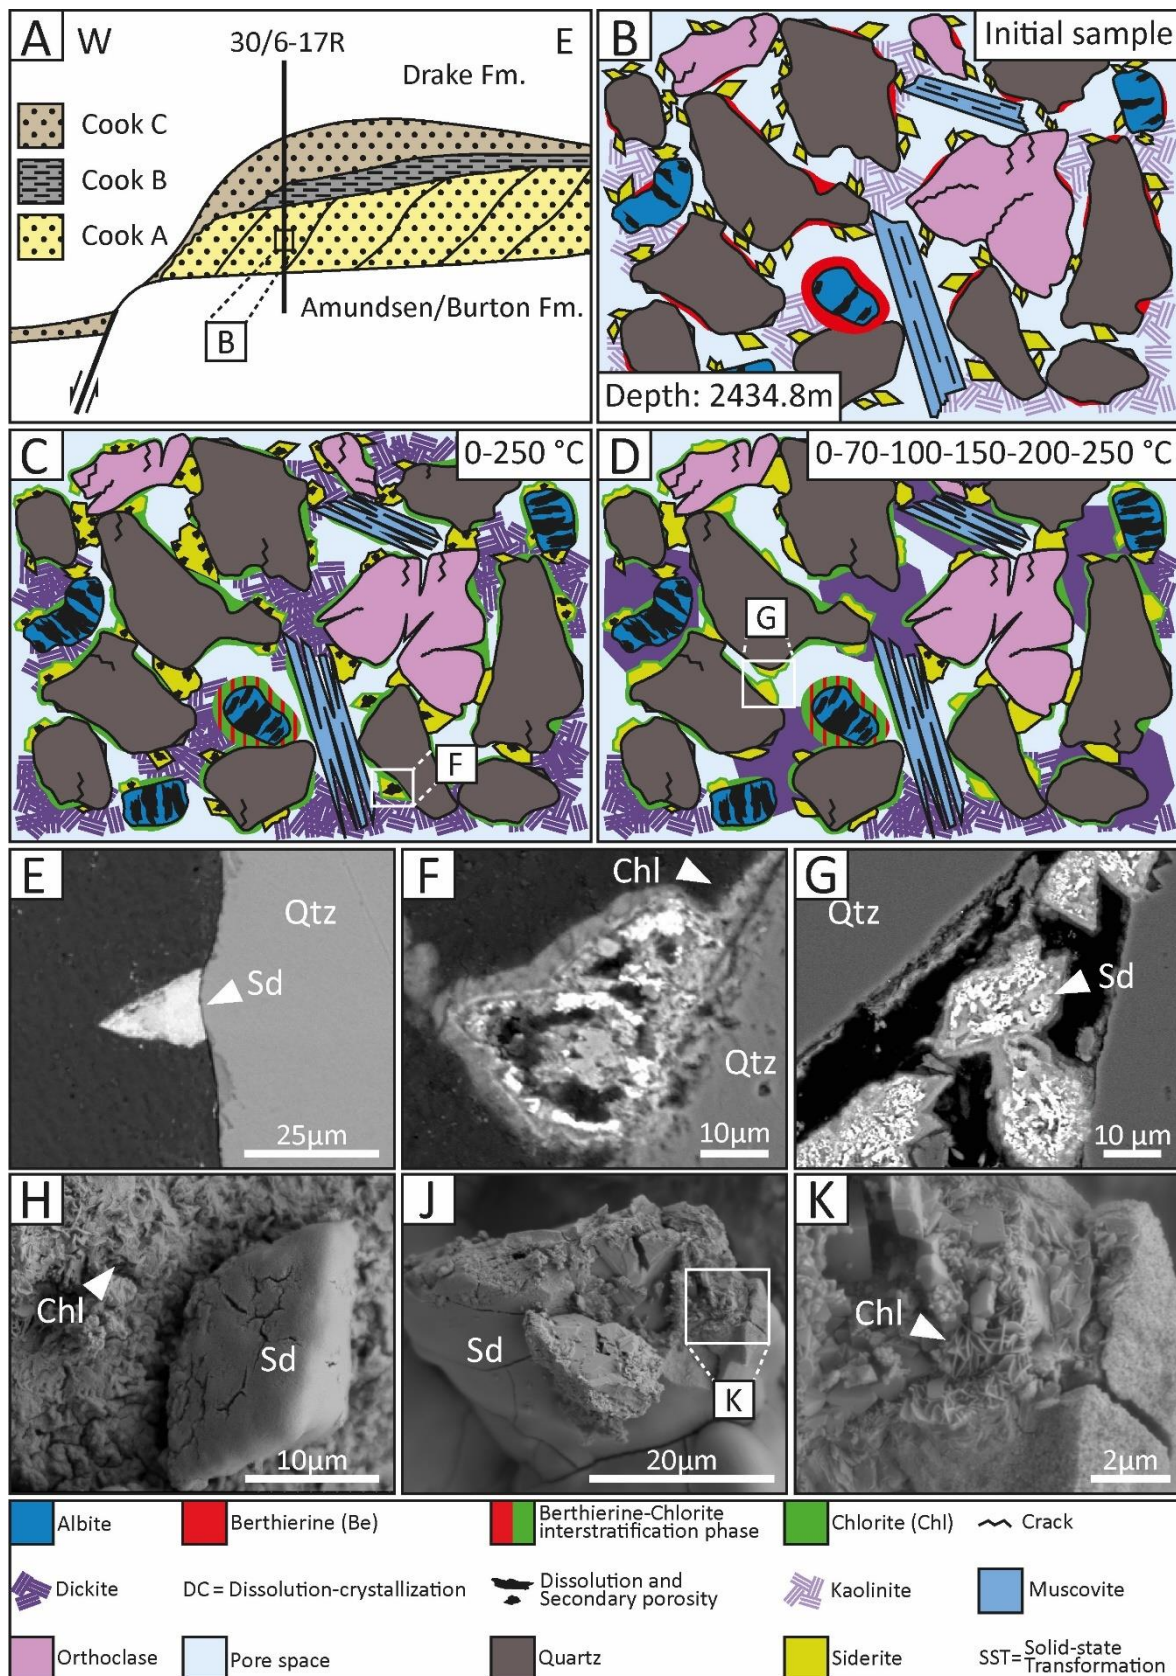 A W
30/6-17R
E
Drake Fm.
Cook C
Cook B
Cook A
Amundsen/Burton Fm.
B
B
Initial sample
Depth: 2434.8m
C
0-250 °C
F
D
0-70-100-150-200-250 °C
G
E
Qtz
Sd
25μm
F
Chl
Qtz
10μm
G
Qtz
Sd
10 μm
H
Chl
Sd
10μm
J
Sd
K
20μm
K
Chl
2μm
Albite
Berthierine (Be)
Berthierine-Chlorite
interstratification phase
Chlorite (Chl)
Crack
Dickite
DC = Dissolution-crystallization
Dissolution and
Secondary porosity
Kaolinite
Muscovite
Orthoclase
Pore space
Quartz
Siderite
SST= Solid-state
Transformation